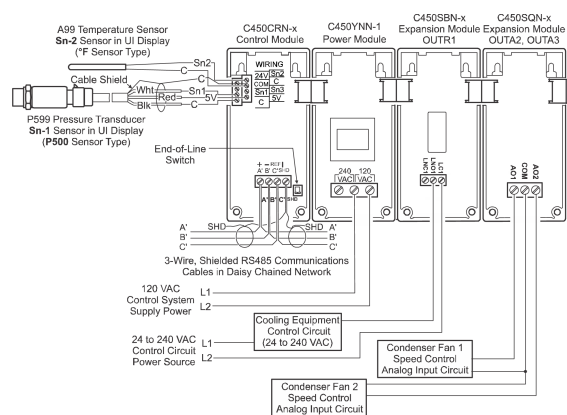 A99 Temperature Sensor
Sn-2 Sensor in UI Display
(°F Sensor Type)
C450CRN-x
Control Module
C450YNN-1
Power Module
C450SBN-x
Expansion Module
OUTR1
C450SQN-x
Expansion Module
OUTA2, OUTA3
Sn2
C
Cable Shield
Wht
Red
Blk
Sn1
5V
C
C
WIRING
24V
Sn2
COM
C
Sn1
Sn3
C
5V
P599 Pressure Transducer
Sn-1 Sensor in UI Display
(P500 Sensor Type)
End-of-Line
Switch
+ – REF
A' B' C' SHD
A' B' C' SHD
240
VAC
120
VAC
LNC1
LNO1
LC1
AO1
COM
AO2
A'
SHD
SHD
A'
B'
B'
C'
C'
3-Wire, Shielded RS485 Communications
Cables in Daisy Chained Network
120 VAC
Control System
Supply Power
L1
L2
Cooling Equipment
Control Circuit
(24 to 240 VAC)
24 to 240 VAC
Control Circuit
Power Source
L1
L2
Condenser Fan 1
Speed Control
Analog Input Circuit
Condenser Fan 2
Speed Control
Analog Input Circuit